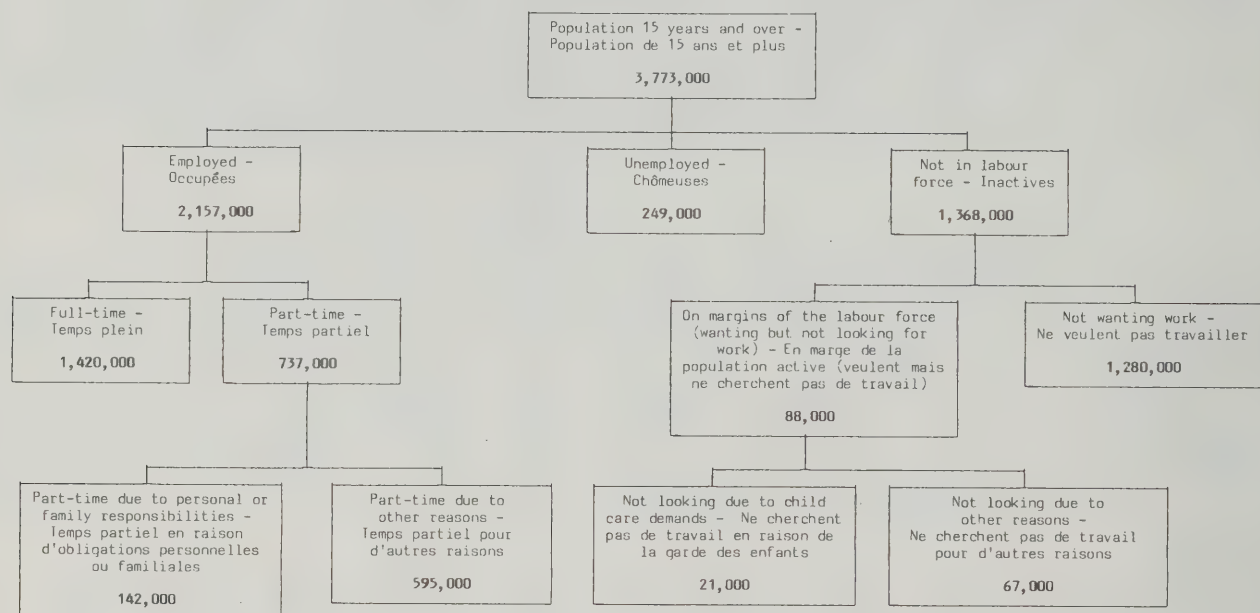 Population 15 years and over -
Population de 15 ans et plus
3,773,000
Employed -
Occupées
2,157,000
Unemployed -
Chômeuses
249,000
Not in labour
force - Inactives
1,368,000
Full-time -
Temps plein
1,420,000
Part-time -
Temps partiel
737,000
On margins of the labour force
(wanting but not looking for
work) - En marge de la
population active (veulent mais
ne cherchent pas de travail)
88,000
Not wanting work -
Ne veulent pas travailler
1,280,000
Part-time due to personal or
family responsibilities -
Temps partiel en raison
d'obligations personnelles
ou familiales
142,000
Part-time due to
other reasons -
Temps partiel pour
d'autres raisons
595,000
Not looking due to child
care demands - Ne cherchent
pas de travail en raison de
la garde des enfants
21,000
Not looking due to
other reasons -
Ne cherchent pas de travail
pour d'autres raisons
67,000